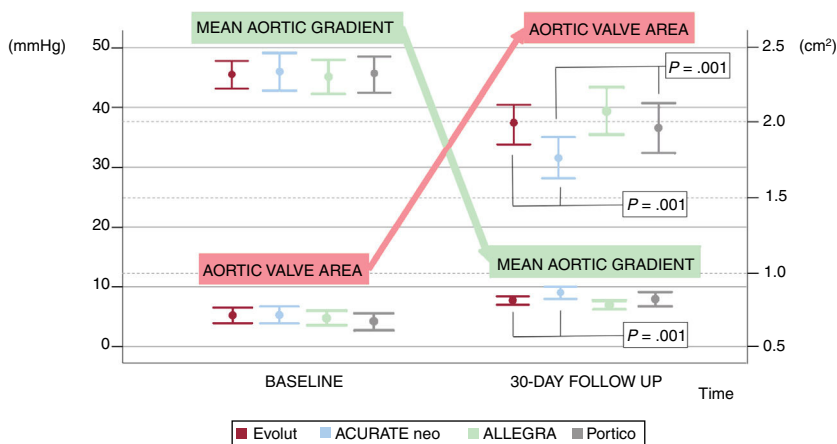 MEAN AORTIC GRADIENT
AORTIC VALVE AREA
(mmHg)
(cm²)
50
40
30
20
10
0
2.5
2.0
1.5
1.0
0.5
P = .001
P = .001
AORTIC VALVE AREA
MEAN AORTIC GRADIENT
P = .001
BASELINE
30-DAY FOLLOW UP
Time
Evolut ACURATE neo ALLEGRA Portico